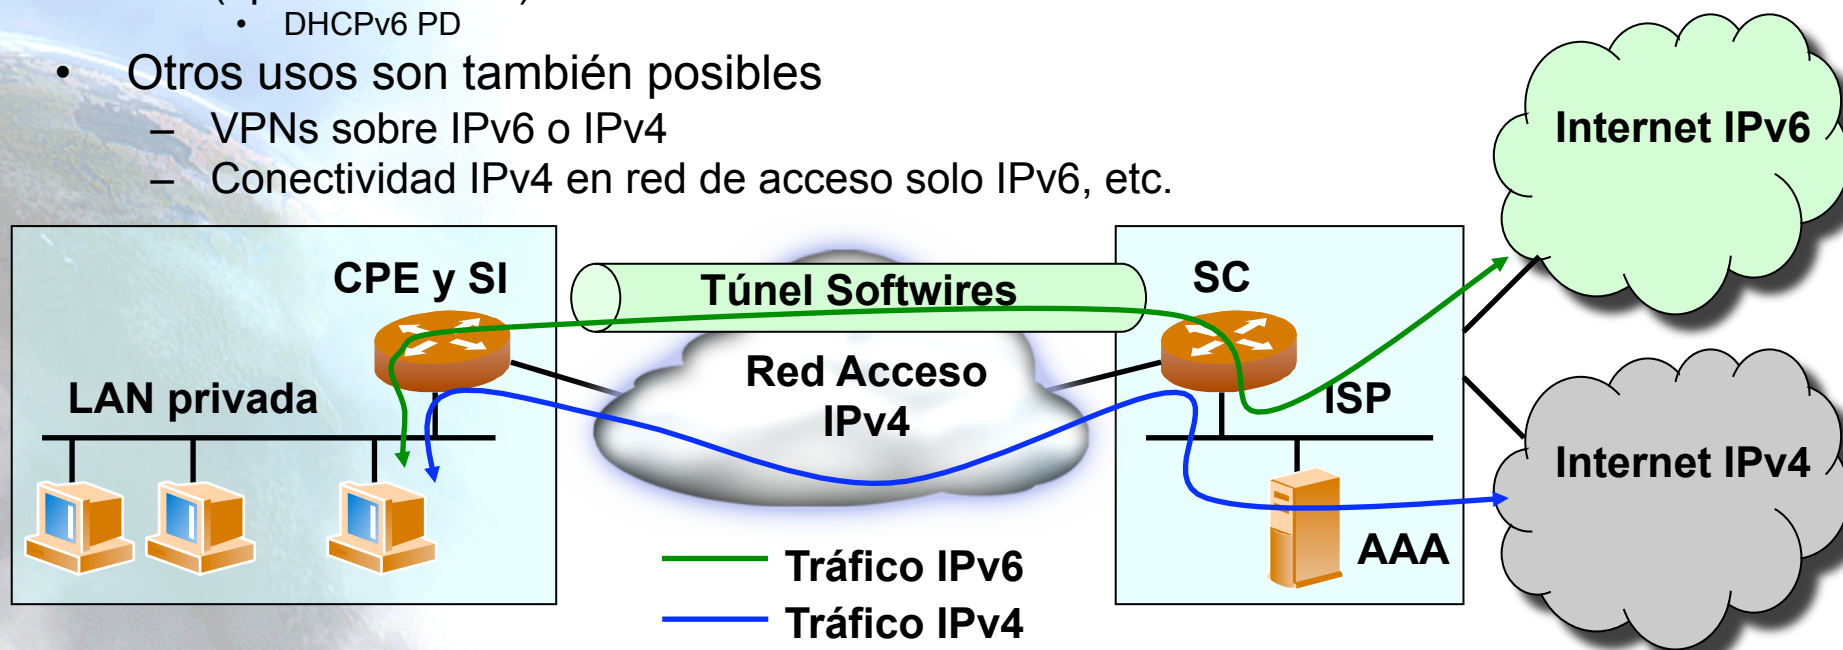 • DHCPv6 PD
• Otros usos son también posibles
– VPNs sobre IPv6 o IPv4
– Conectividad IPv4 en red de acceso solo IPv6, etc.
Internet IPv6
CPE y SI
Túnel Softwires
SC
LAN privada
Red Acceso
IPv4
ISP
Internet IPv4
AAA
Tráfico IPv6
Tráfico IPv4